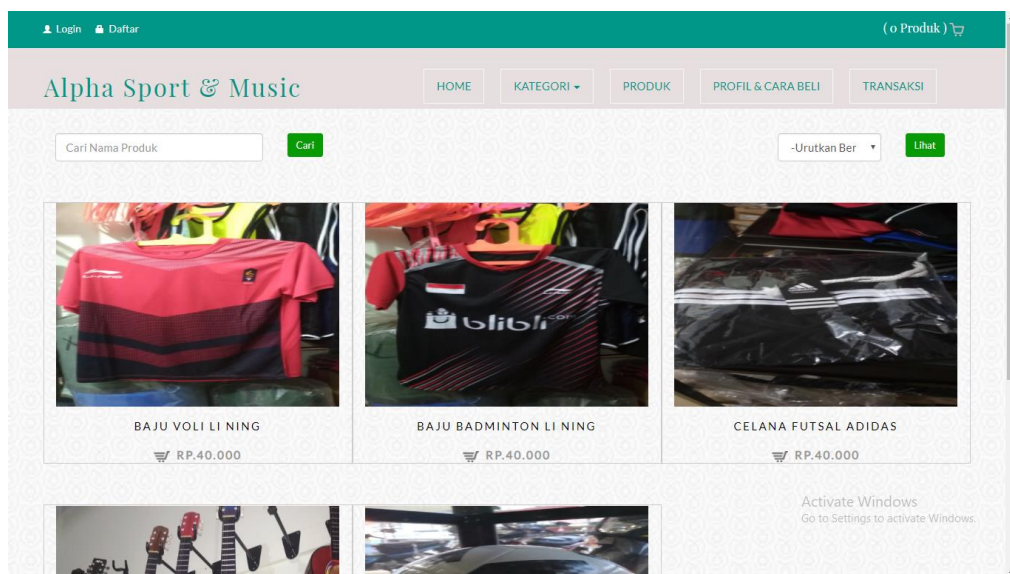 Login Daftar ( 0 Produk )
Alpha Sport & Music HOME KATEGORI PRODUK PROFIL & CARA BELI TRANSAKSI
Cari Nama Produk Cari -Urutkan Ber Lihat
blibli.com
adidas
BAJU VOLI LI NING BAJU BADMINTON LI NING CELANA FUTSAL ADIDAS
RP.40.000 RP.40.000 RP.40.000
Activate Windows
Go to Settings to activate Windows.